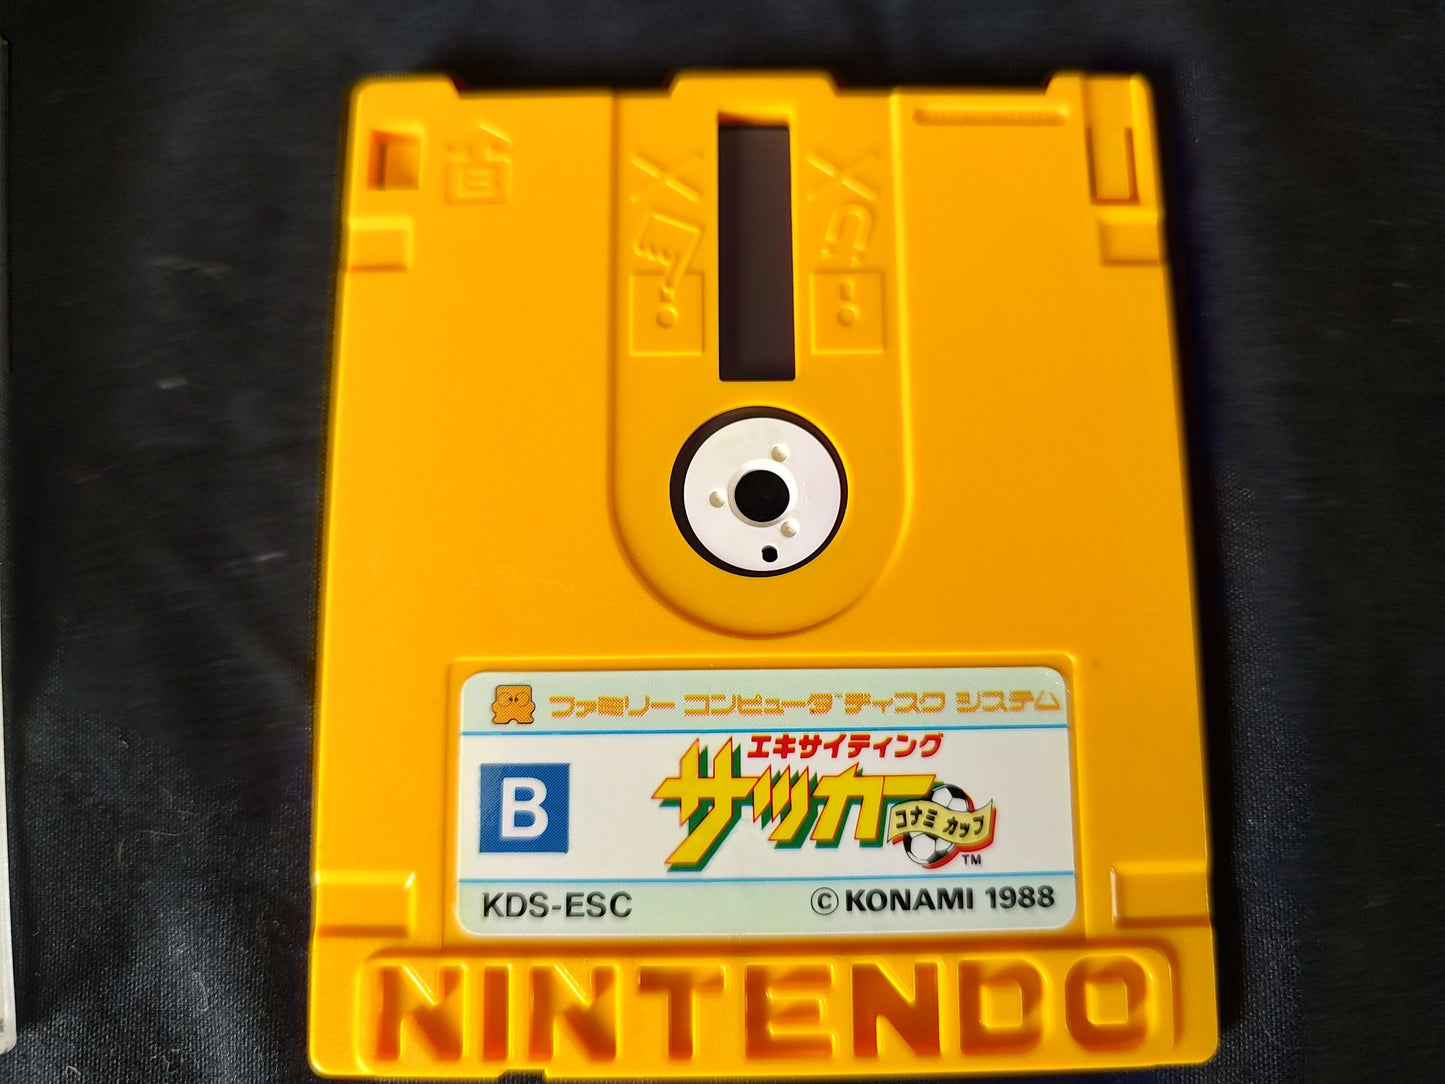 ファミリー コンピュータ ディスク システム
エキサイティング
サッカー
コナミ カップ
TM
B
KDS-ESC
© KONAMI 1988
NINTENDO